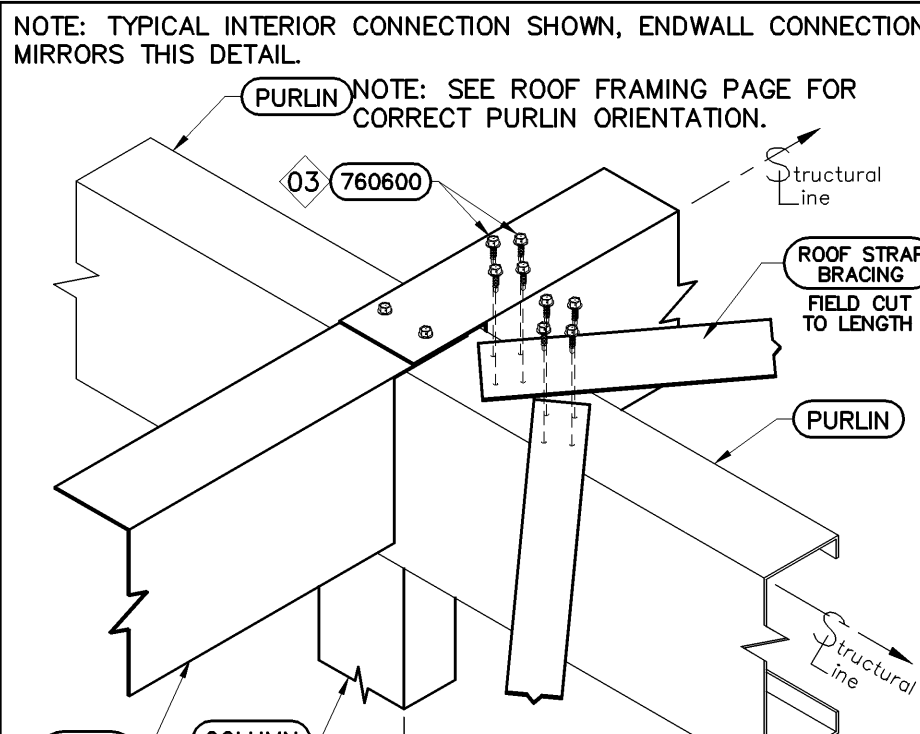 NOTE: TYPICAL INTERIOR CONNECTION SHOWN, ENDWALL CONNECTION
MIRRORS THIS DETAIL.
PURLIN
NOTE: SEE ROOF FRAMING PAGE FOR
CORRECT PURLIN ORIENTATION.
03 760600
Structural
Line
ROOF STRAP
BRACING
FIELD CUT
TO LENGTH
PURLIN
Structural
Line
COLUMN